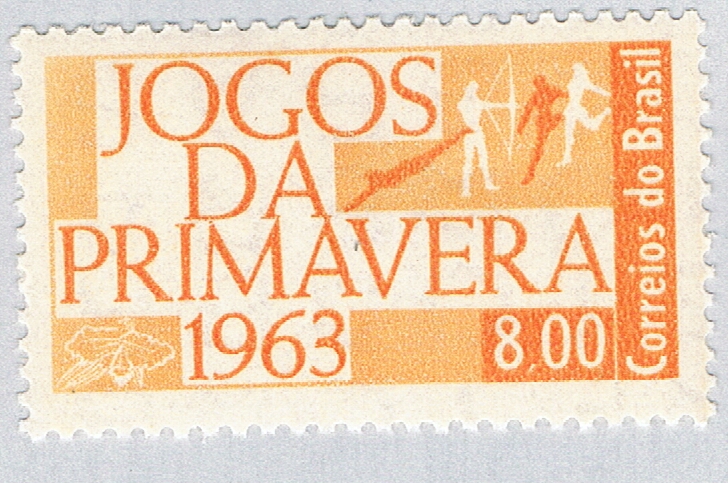 JOGOS
DA
PRIMAVERA
1963
8,00
Correios do Brasil